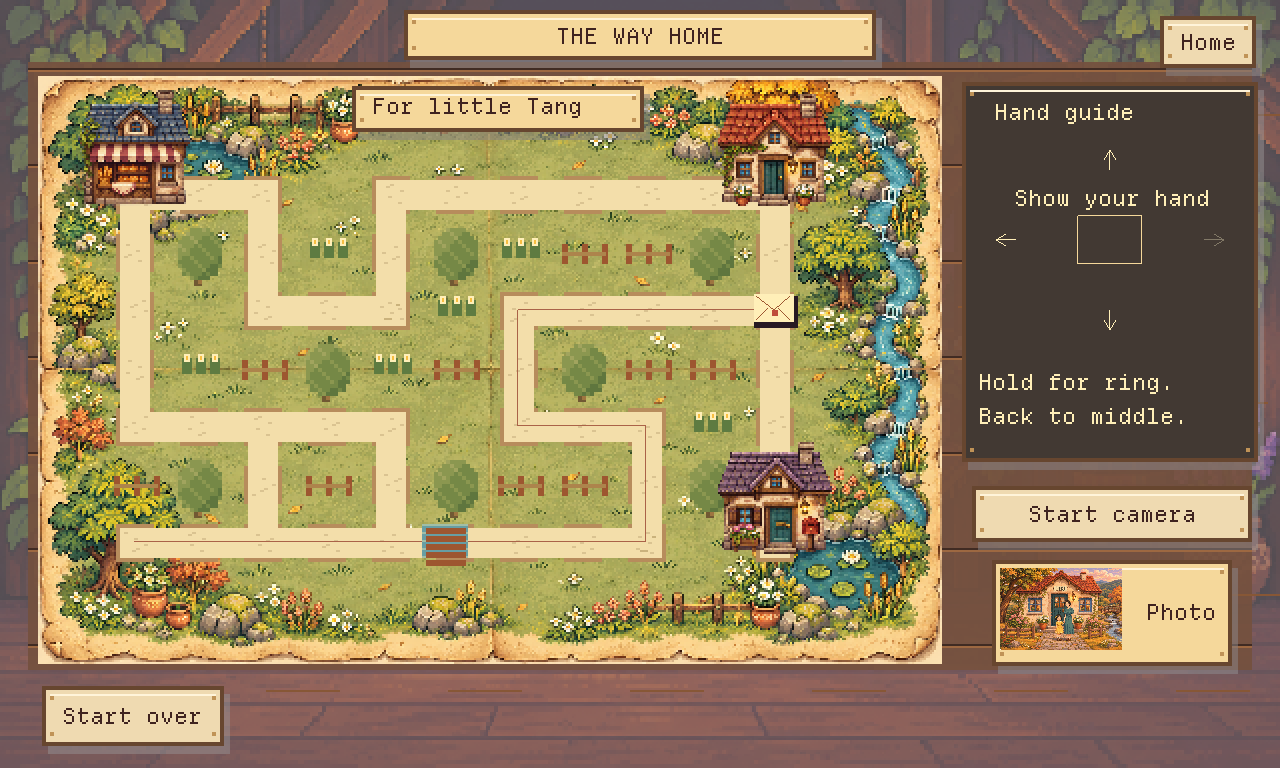 THE WAY HOME
Home
For little Tang
Hand guide
Show your hand
Hold for ring.
Back to middle.
Start camera
Photo
Start over